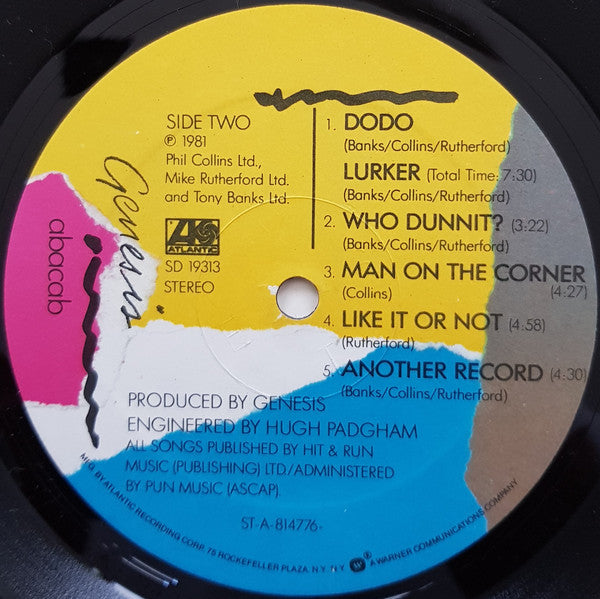 SIDE TWO
℗ 1981
Phil Collins Ltd.,
Mike Rutherford Ltd.
and Tony Banks Ltd.
ATLANTIC
SD 19313
STEREO
Genesis
abacab
1. DODO
(Banks/Collins/Rutherford)
LURKER (Total Time: 7:30)
(Banks/Collins/Rutherford)
2. WHO DUNNIT? (3:22)
(Banks/Collins/Rutherford)
3. MAN ON THE CORNER
(Collins) (4:27)
4. LIKE IT OR NOT (4:58)
(Rutherford)
5. ANOTHER RECORD (4:30)
(Banks/Collins/Rutherford)
PRODUCED BY GENESIS
ENGINEERED BY HUGH PADGHAM
ALL SONGS PUBLISHED BY HIT & RUN
MUSIC (PUBLISHING) LTD./ADMINISTERED
BY PUN MUSIC (ASCAP).
ST-A-814776
MFG. BY ATLANTIC RECORDING CORP. 75 ROCKEFELLER PLAZA N.Y. N.Y. ® A WARNER COMMUNICATIONS COMPANY